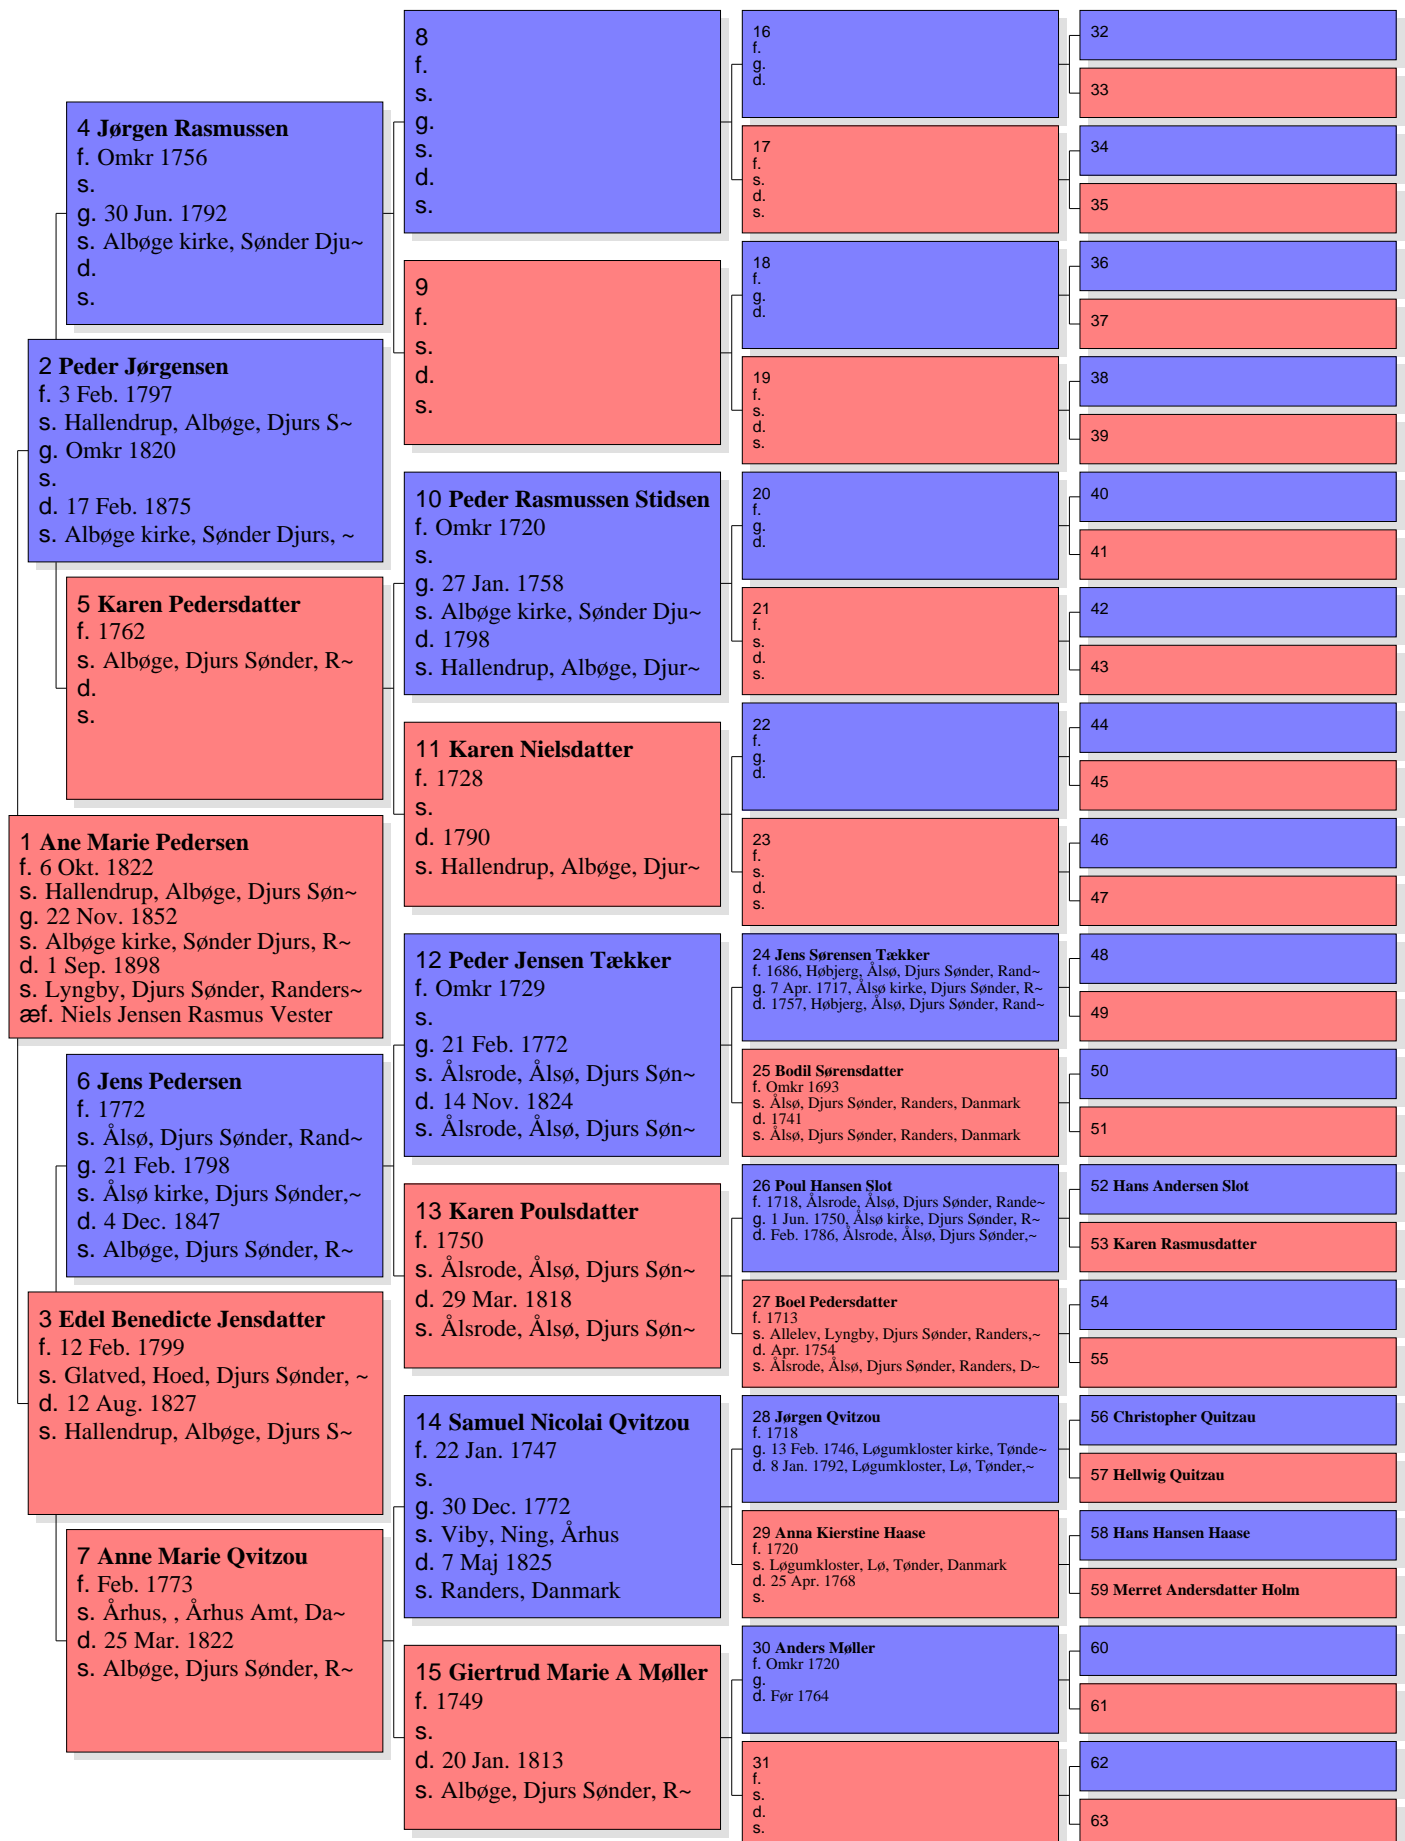 1 Ane Marie Pedersen
f. 6 Okt. 1822
s. Hallendrup, Albøge, Djurs Søn~
g. 22 Nov. 1852
s. Albøge kirke, Sønder Djurs, R~
d. 1 Sep. 1898
s. Lyngby, Djurs Sønder, Randers~
æf. Niels Jensen Rasmus Vester
2 Peder Jørgensen
f. 3 Feb. 1797
s. Hallendrup, Albøge, Djurs S~
g. Omkr 1820
s.
d. 17 Feb. 1875
s. Albøge kirke, Sønder Djurs, ~
3 Edel Benedicte Jensdatter
f. 12 Feb. 1799
s. Glatved, Hoed, Djurs Sønder, ~
d. 12 Aug. 1827
s. Hallendrup, Albøge, Djurs S~
4 Jørgen Rasmussen
f. Omkr 1756
s.
g. 30 Jun. 1792
s. Albøge kirke, Sønder Dju~
d.
s.
5 Karen Pedersdatter
f. 1762
s. Albøge, Djurs Sønder, R~
d.
s.
6 Jens Pedersen
f. 1772
s. Ålsø, Djurs Sønder, Rand~
g. 21 Feb. 1798
s. Ålsø kirke, Djurs Sønder,~
d. 4 Dec. 1847
s. Albøge, Djurs Sønder, R~
7 Anne Marie Qvitzou
f. Feb. 1773
s. Århus, , Århus Amt, Da~
d. 25 Mar. 1822
s. Albøge, Djurs Sønder, R~
8
f.
s.
g.
s.
d.
s.
9
f.
s.
d.
s.
10 Peder Rasmussen Stidsen
f. Omkr 1720
s.
g. 27 Jan. 1758
s. Albøge kirke, Sønder Dju~
d. 1798
s. Hallendrup, Albøge, Djur~
11 Karen Nielsdatter
f. 1728
s.
d. 1790
s. Hallendrup, Albøge, Djur~
12 Peder Jensen Tækker
f. Omkr 1729
s.
g. 21 Feb. 1772
s. Ålsrode, Ålsø, Djurs Søn~
d. 14 Nov. 1824
s. Ålsrode, Ålsø, Djurs Søn~
13 Karen Poulsdatter
f. 1750
s. Ålsrode, Ålsø, Djurs Søn~
d. 29 Mar. 1818
s. Ålsrode, Ålsø, Djurs Søn~
14 Samuel Nicolai Qvitzou
f. 22 Jan. 1747
s.
g. 30 Dec. 1772
s. Viby, Ning, Århus
d. 7 Maj 1825
s. Randers, Danmark
15 Giertrud Marie A Møller
f. 1749
s.
d. 20 Jan. 1813
s. Albøge, Djurs Sønder, R~
16
f.
g.
d.
17
f.
s.
d.
s.
18
f.
g.
d.
19
f.
s.
d.
s.
20
f.
g.
d.
21
f.
s.
d.
s.
22
f.
g.
d.
23
f.
s.
d.
s.
24 Jens Sørensen Tækker
f. 1686, Høbjerg, Ålsø, Djurs Sønder, Rand~
g. 7 Apr. 1717, Ålsø kirke, Djurs Sønder, R~
d. 1757, Høbjerg, Ålsø, Djurs Sønder, Rand~
25 Bodil Sørensdatter
f. Omkr 1693
s. Ålsø, Djurs Sønder, Randers, Danmark
d. 1741
s. Ålsø, Djurs Sønder, Randers, Danmark
26 Poul Hansen Slot
f. 1718, Ålsrode, Ålsø, Djurs Sønder, Rande~
g. 1 Jun. 1750, Ålsø kirke, Djurs Sønder, R~
d. Feb. 1786, Ålsrode, Ålsø, Djurs Sønder,~
27 Boel Pedersdatter
f. 1713
s. Allelev, Lyngby, Djurs Sønder, Randers,~
d. Apr. 1754
s. Ålsrode, Ålsø, Djurs Sønder, Randers, D~
28 Jørgen Qvitzou
f. 1718
g. 13 Feb. 1746, Løgumkloster kirke, Tønde~
d. 8 Jan. 1792, Løgumkloster, Lø, Tønder,~
29 Anna Kierstine Haase
f. 1720
s. Løgumkloster, Lø, Tønder, Danmark
d. 25 Apr. 1768
s.
30 Anders Møller
f. Omkr 1720
g.
d. Før 1764
31
f.
s.
d.
s.
32
33
34
35
36
37
38
39
40
41
42
43
44
45
46
47
48
49
50
51
52 Hans Andersen Slot
53 Karen Rasmusdatter
54
55
56 Christopher Quitzau
57 Hellwig Quitzau
58 Hans Hansen Haase
59 Merret Andersdatter Holm
60
61
62
63